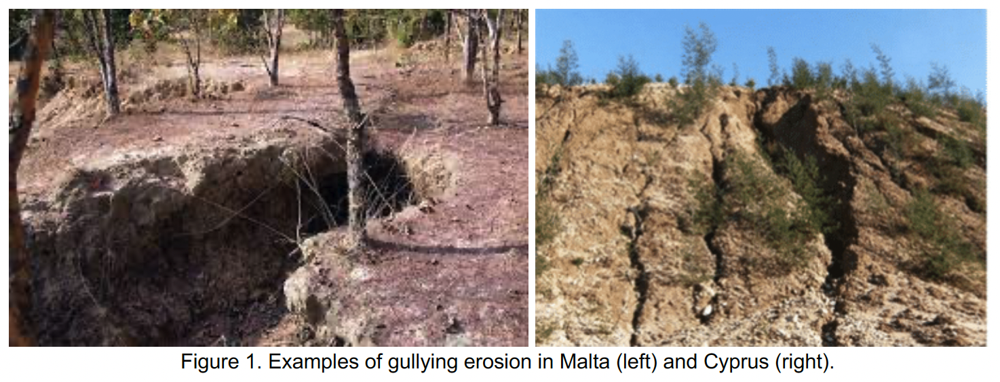 Figure 1. Examples of gullying erosion in Malta (left) and Cyprus (right).